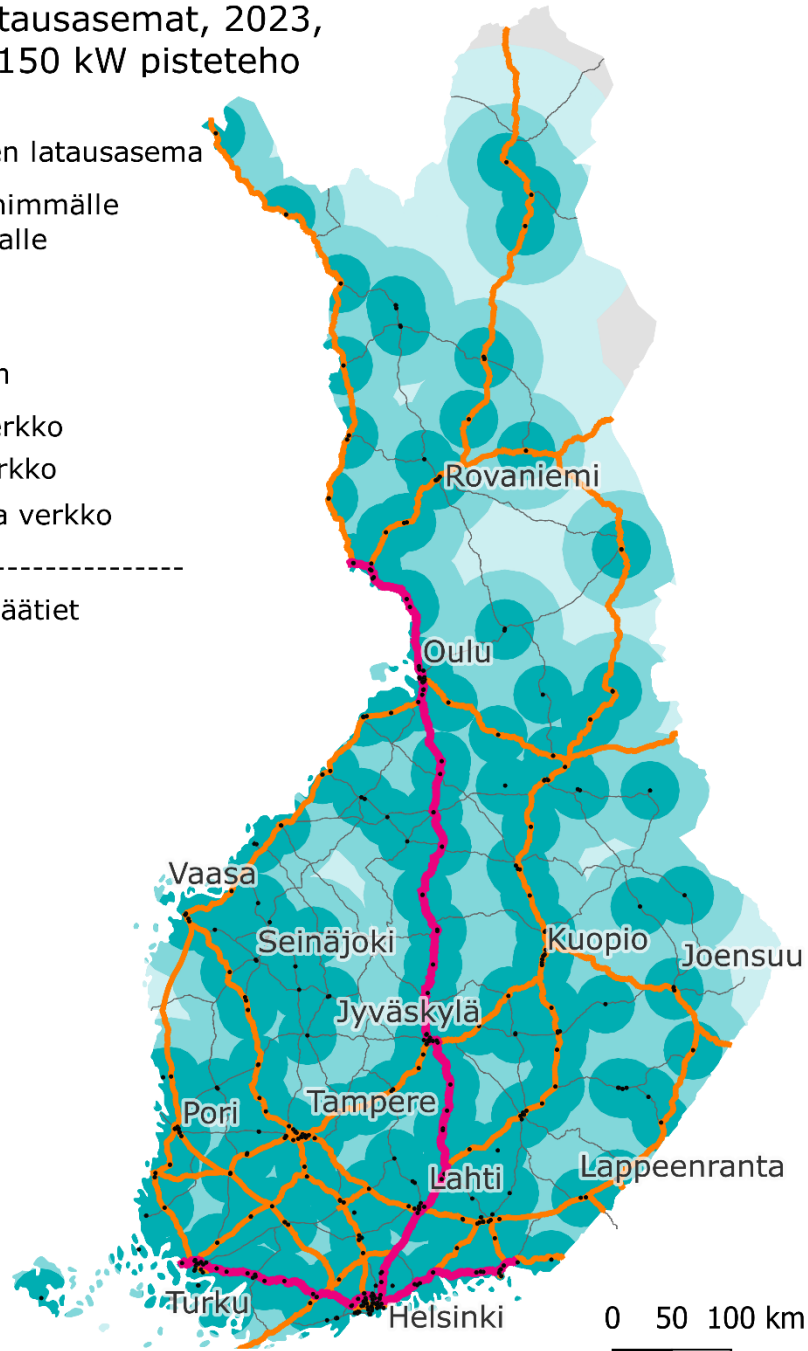 tausasemat, 2023,
150 kW pisteteho
en latausasema
nimmälle
alle
n
erkko
rkko
a verkko
---------------
äätiet
Rovaniemi
Oulu
Vaasa
Seinäjoki
Kuopio
Joensuu
Jyväskylä
Pori
Tampere
Lahti
Lappeenranta
Turku
Helsinki
0 50 100 km